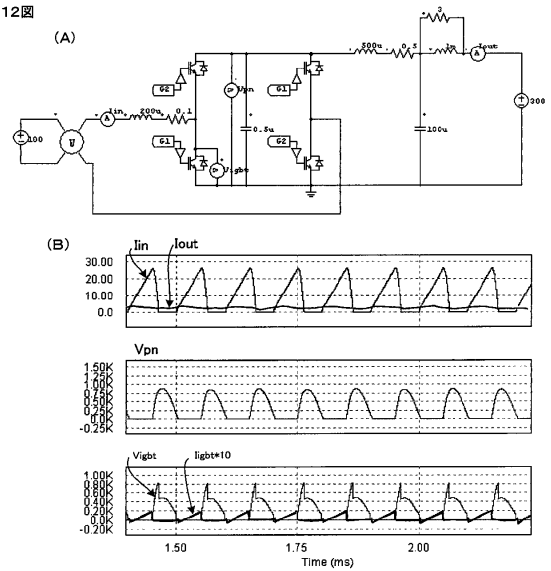 12図
(A)
3
500u
0.5
1m
Iout
A
G2
Vpn
G1
Iin
A
200u
0.1
300
100
U
0.5u
100u
G1
G2
Vigbt
(B)
Iin
Iout
30.00
20.00
10.00
0.0
Vpn
1.50K
1.25K
1.00K
0.75K
0.50K
0.25K
0.0K
-0.25K
Vigbt
Iigbt*10
1.00K
0.80K
0.60K
0.40K
0.20K
0.0K
-0.20K
1.50
1.75
2.00
Time (ms)